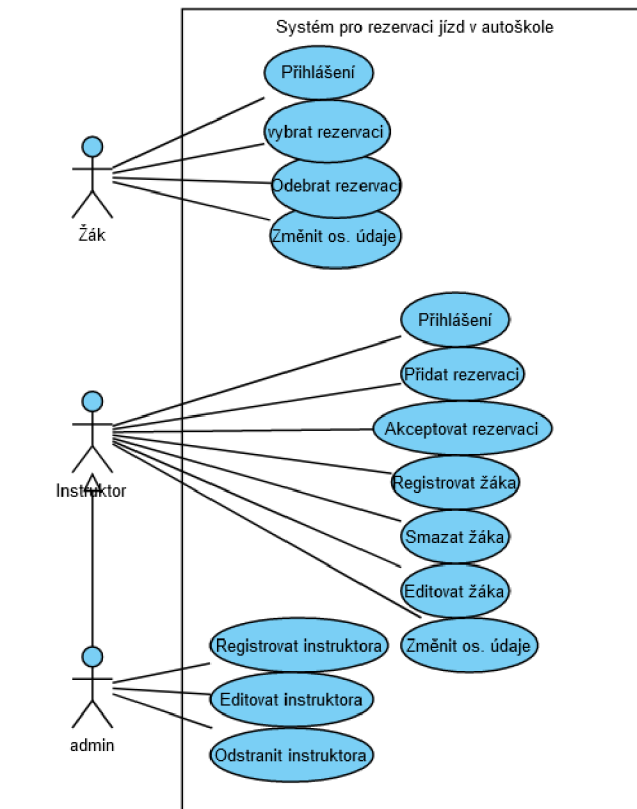 Systém pro rezervaci jízd v autoškole
Přihlášení
vybrat rezervaci
Odebrat rezervaci
Změnit os. údaje
Žák
Přihlášení
Přidat rezervaci
Akceptovat rezervaci
Registrovat žáka
Smazat žáka
Editovat žáka
Změnit os. údaje
Instruktor
Registrovat instruktora
Editovat instruktora
Odstranit instruktora
admin